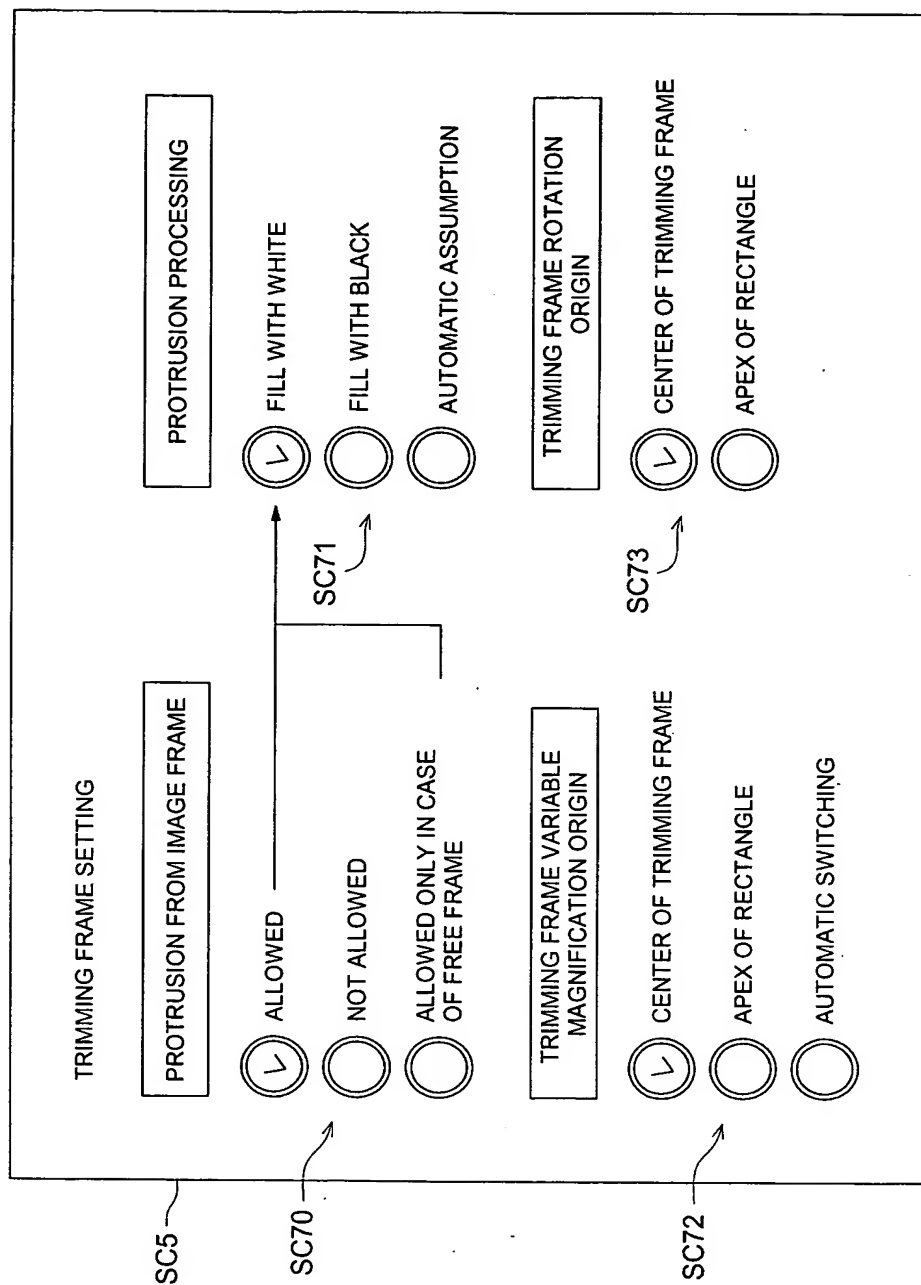 SC5
TRIMMING FRAME SETTING
PROTRUSION FROM IMAGE FRAME
ALLOWED
NOT ALLOWED
ALLOWED ONLY IN CASE
OF FREE FRAME
SC70
PROTRUSION PROCESSING
FILL WITH WHITE
FILL WITH BLACK
AUTOMATIC ASSUMPTION
SC71
TRIMMING FRAME VARIABLE
MAGNIFICATION ORIGIN
CENTER OF TRIMMING FRAME
APEX OF RECTANGLE
AUTOMATIC SWITCHING
SC72
TRIMMING FRAME ROTATION
ORIGIN
CENTER OF TRIMMING FRAME
APEX OF RECTANGLE
SC73